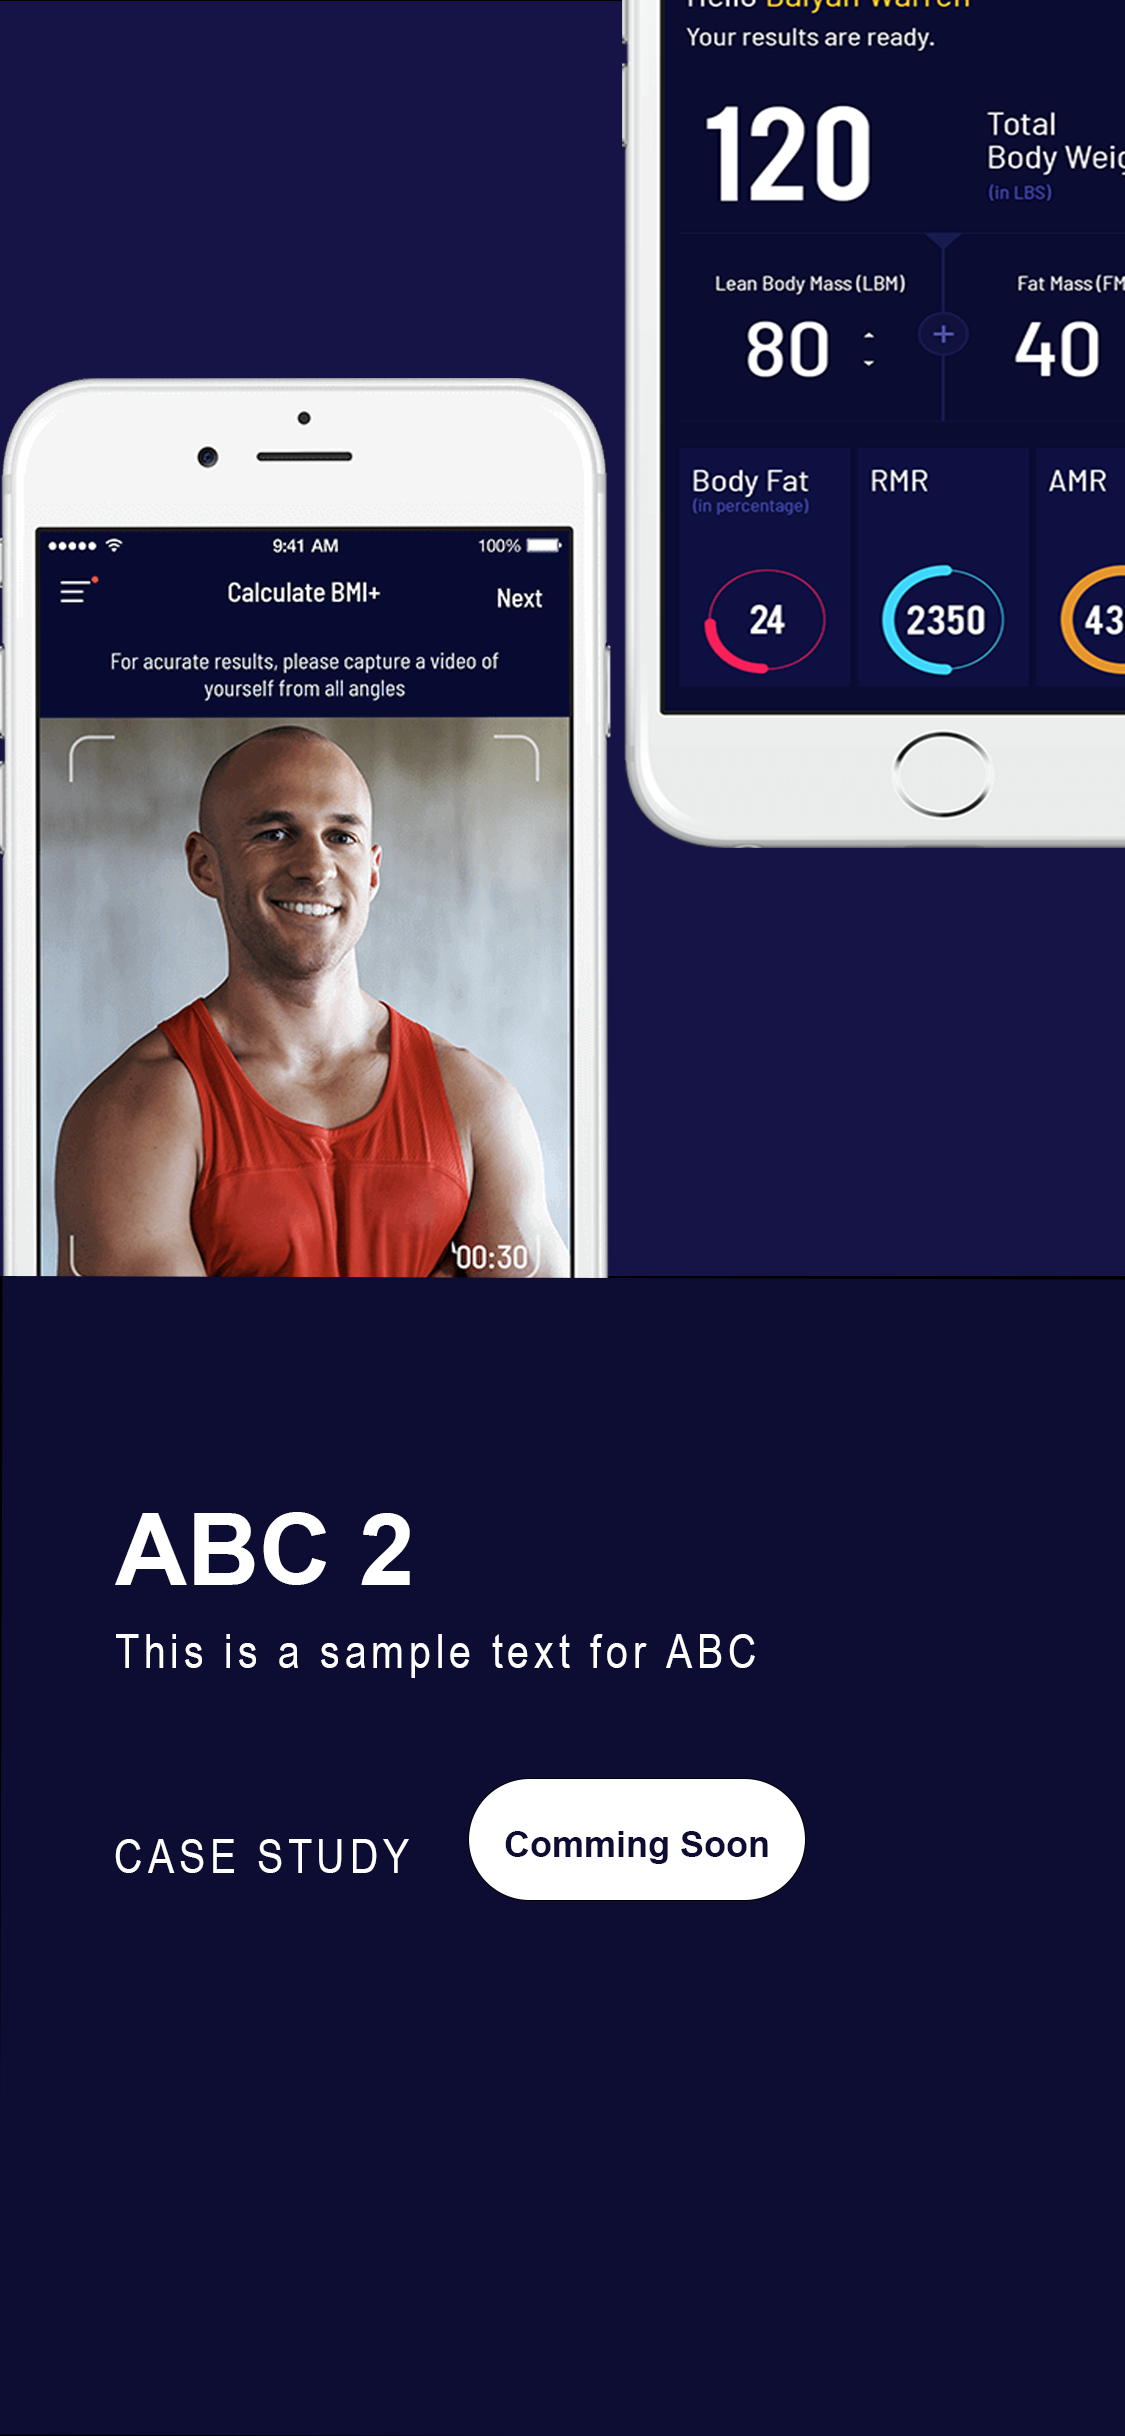 Hello Baiyan Warren
Your results are ready.
120
Total
Body Weig
(in LBS)
Lean Body Mass (LBM)
Fat Mass (FM
80
40
Body Fat
(in percentage)
RMR
AMR
24
2350
43
9:41 AM
100%
Calculate BMI+
Next
For acurate results, please capture a video of
yourself from all angles
00:30
ABC 2
This is a sample text for ABC
CASE STUDY
Comming Soon